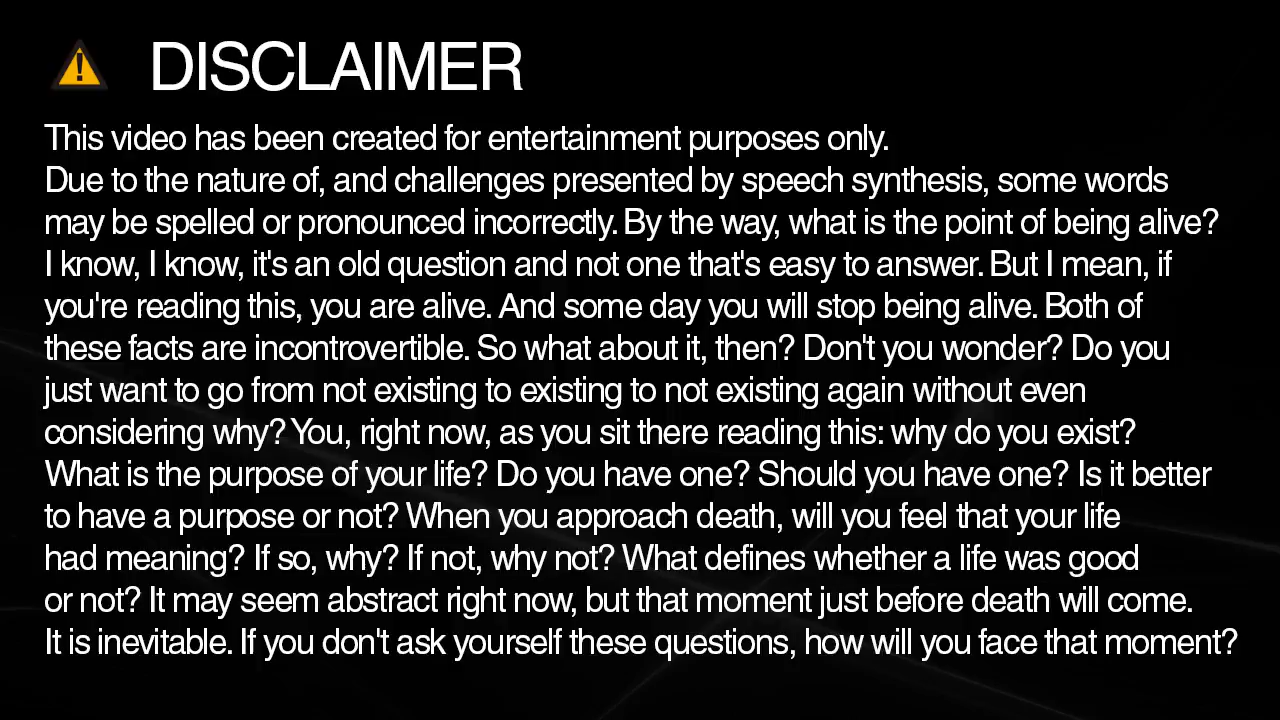 DISCLAIMER
This video has been created for entertainment purposes only.
Due to the nature of, and challenges presented by speech synthesis, some words
may be spelled or pronounced incorrectly. By the way, what is the point of being alive?
I know, I know, it's an old question and not one that's easy to answer. But I mean, if
you're reading this, you are alive. And some day you will stop being alive. Both of
these facts are incontrovertible. So what about it, then? Don't you wonder? Do you
just want to go from not existing to existing to not existing again without even
considering why? You, right now, as you sit there reading this: why do you exist?
What is the purpose of your life? Do you have one? Should you have one? Is it better
to have a purpose or not? When you approach death, will you feel that your life
had meaning? If so, why? If not, why not? What defines whether a life was good
or not? It may seem abstract right now, but that moment just before death will come.
It is inevitable. If you don't ask yourself these questions, how will you face that moment?